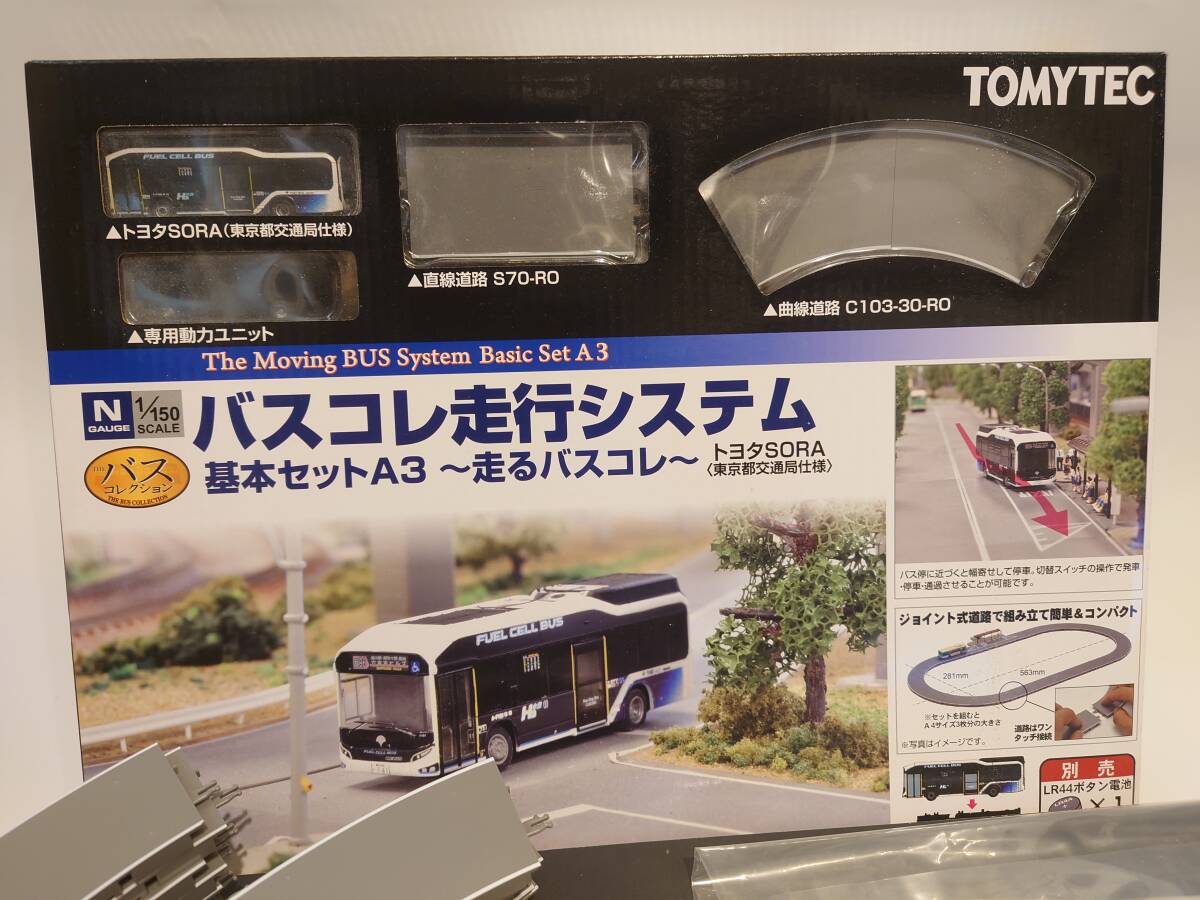 TOMYTEC
FUEL CELL BUS
▲トヨタSORA(東京都交通局仕様)
▲直線道路 S70-RO
▲曲線道路 C103-30-RO
▲専用動力ユニット
The Moving BUS System Basic Set A3
N GAUGE
1/150 SCALE
バスコレ走行システム
THE バスコレクション
THE BUS COLLECTION
基本セットA3 ～走るバスコレ～
トヨタSORA
〈東京都交通局仕様〉
バス停に近づくと幅寄せして停車。切替スイッチの操作で発車
・停車・通過させることが可能です。
ジョイント式道路で組み立て簡単&コンパクト
281mm
563mm
※セットを組むと
A4サイズ3枚分の大きさ
道路はワン
タッチ接続
※写真はイメージです。
FUEL CELL BUS
FUEL CELL BUS
別売
LR44ボタン電池
LR44
×1